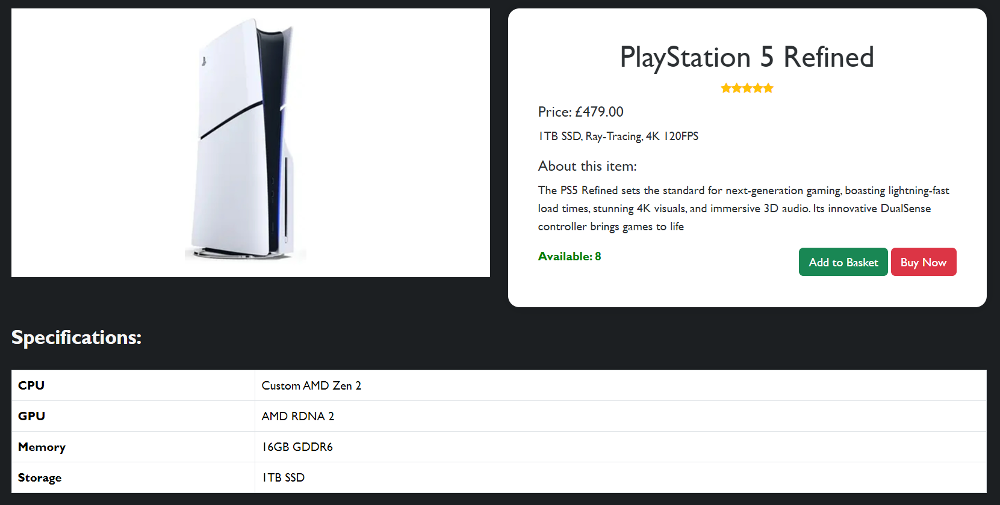 PlayStation 5 Refined
Price: £479.00
1TB SSD, Ray-Tracing, 4K 120FPS
About this item:
The PS5 Refined sets the standard for next-generation gaming, boasting lightning-fast
load times, stunning 4K visuals, and immersive 3D audio. Its innovative DualSense
controller brings games to life
Available: 8
Add to Basket
Buy Now
Specifications:
CPU Custom AMD Zen 2
GPU AMD RDNA 2
Memory 16GB GDDR6
Storage 1TB SSD